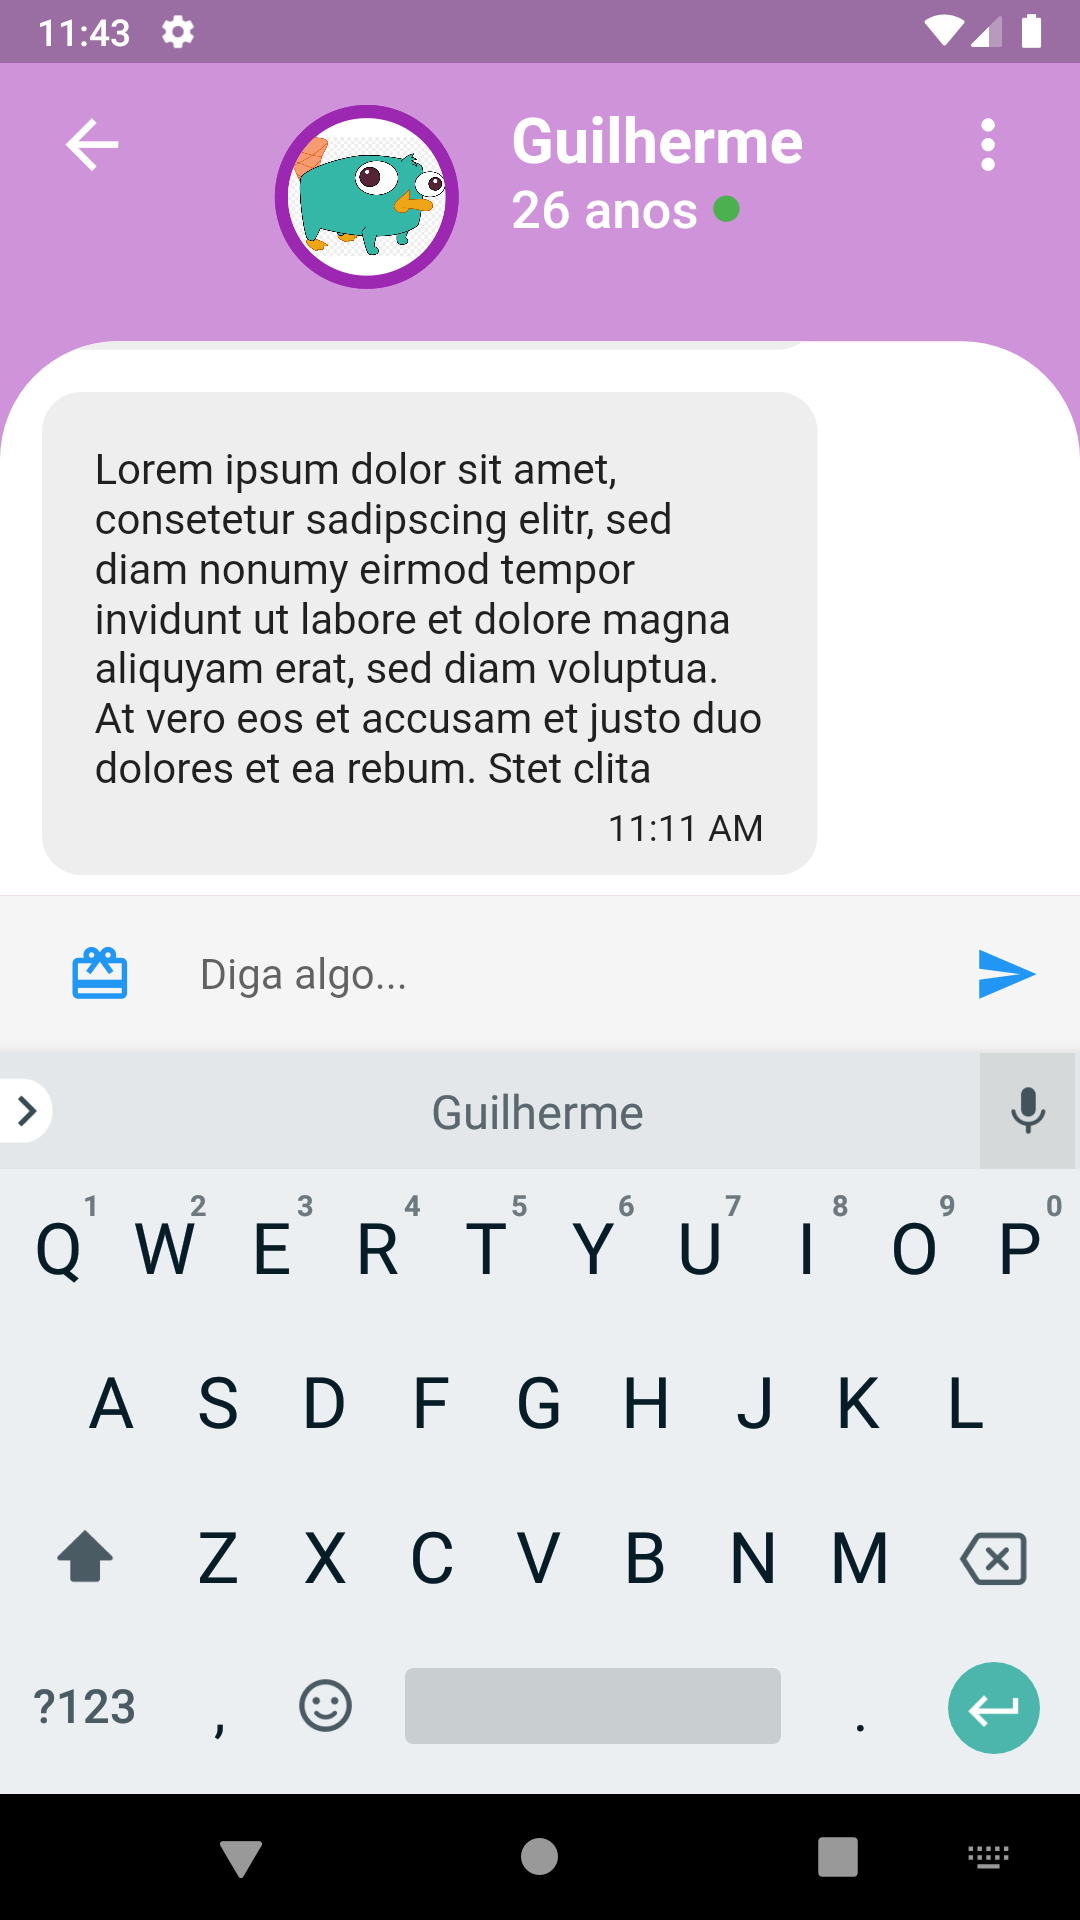 11:43
Guilherme
26 anos
Lorem ipsum dolor sit amet,
consetetur sadipscing elitr, sed
diam nonumy eirmod tempor
invidunt ut labore et dolore magna
aliquyam erat, sed diam voluptua.
At vero eos et accusam et justo duo
dolores et ea rebum. Stet clita
11:11 AM
Diga algo...
Guilherme
1 2 3 4 5 6 7 8 9 0
Q W E R T Y U I O P
A S D F G H J K L
Z X C V B N M
?123 , .